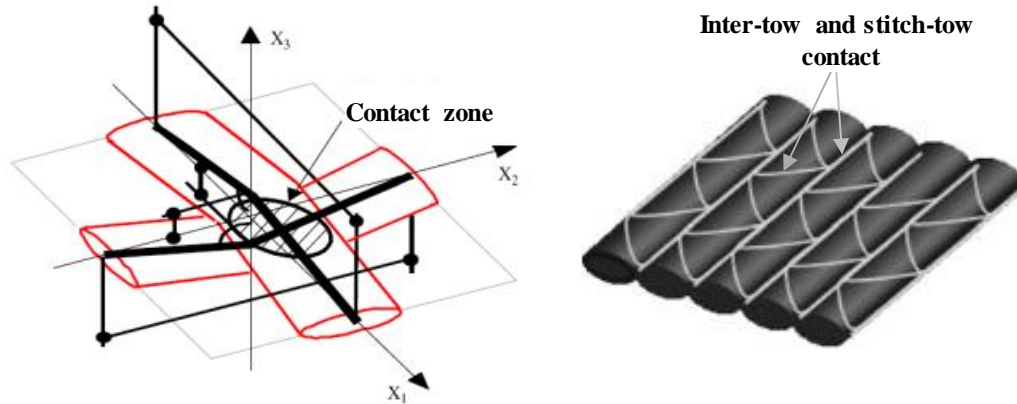 X3
Contact zone
X2
X1
Inter-tow and stitch-tow
contact